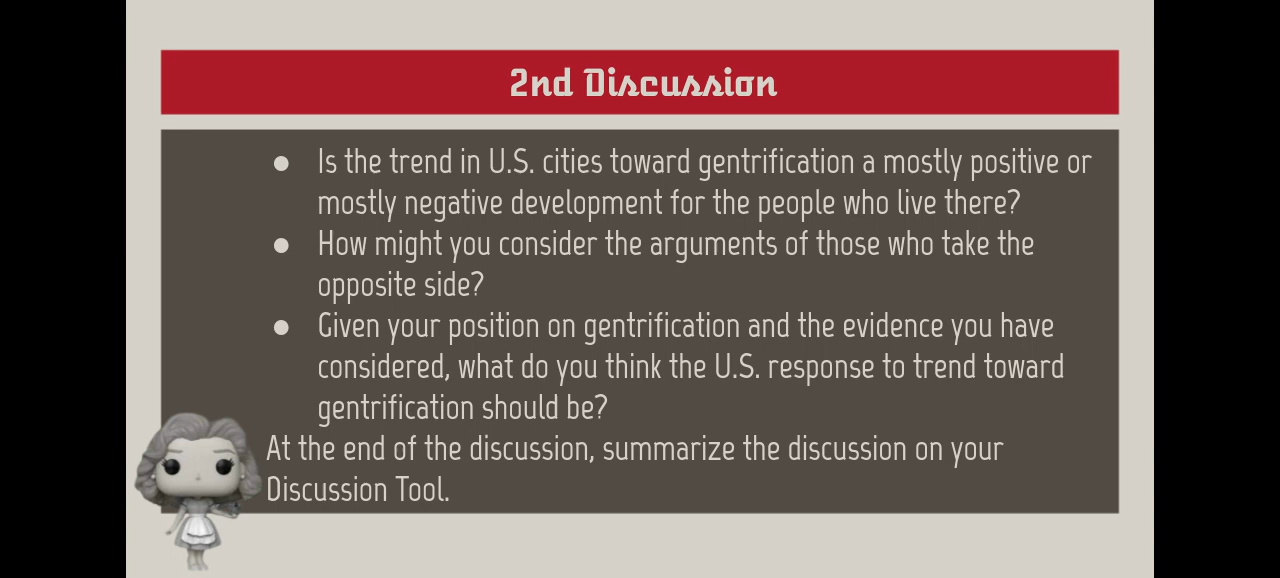 2nd Discussion
● Is the trend in U.S. cities toward gentrification a mostly positive or
mostly negative development for the people who live there?
● How might you consider the arguments of those who take the
opposite side?
● Given your position on gentrification and the evidence you have
considered, what do you think the U.S. response to trend toward
gentrification should be?
At the end of the discussion, summarize the discussion on your
Discussion Tool.